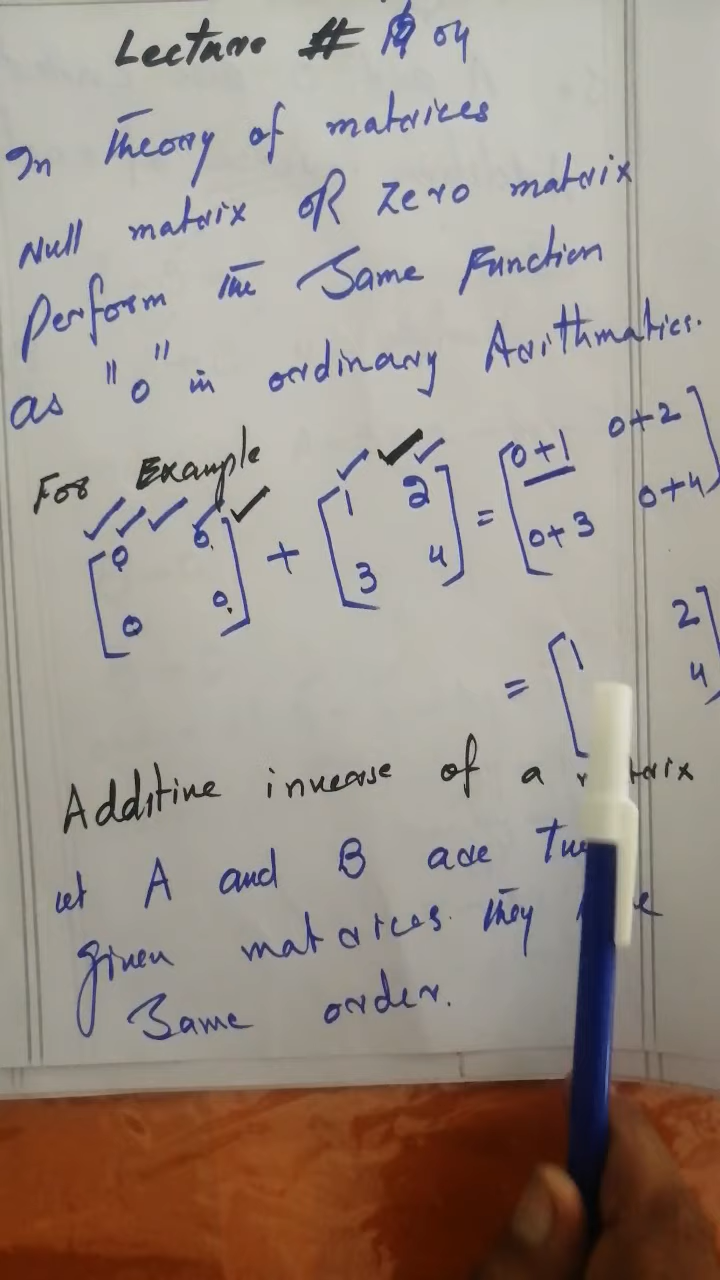 Lecture # 04
In Theory of matrices
Null matrix OR Zero matrix
Perform The Same Function
as "0" in ordinary Arithmatics.
For Example
[0 0 0 0] + [1 2 3 4] = [0+1 0+2 0+3 0+4]
= [1 2 4]
Additive inverse of a
let A and B are
given matrices. They
Same order.